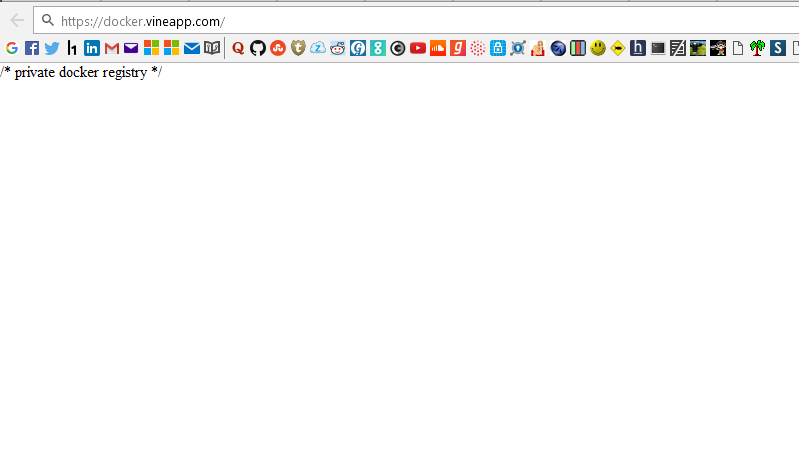 https://docker.vineapp.com/
/* private docker registry */